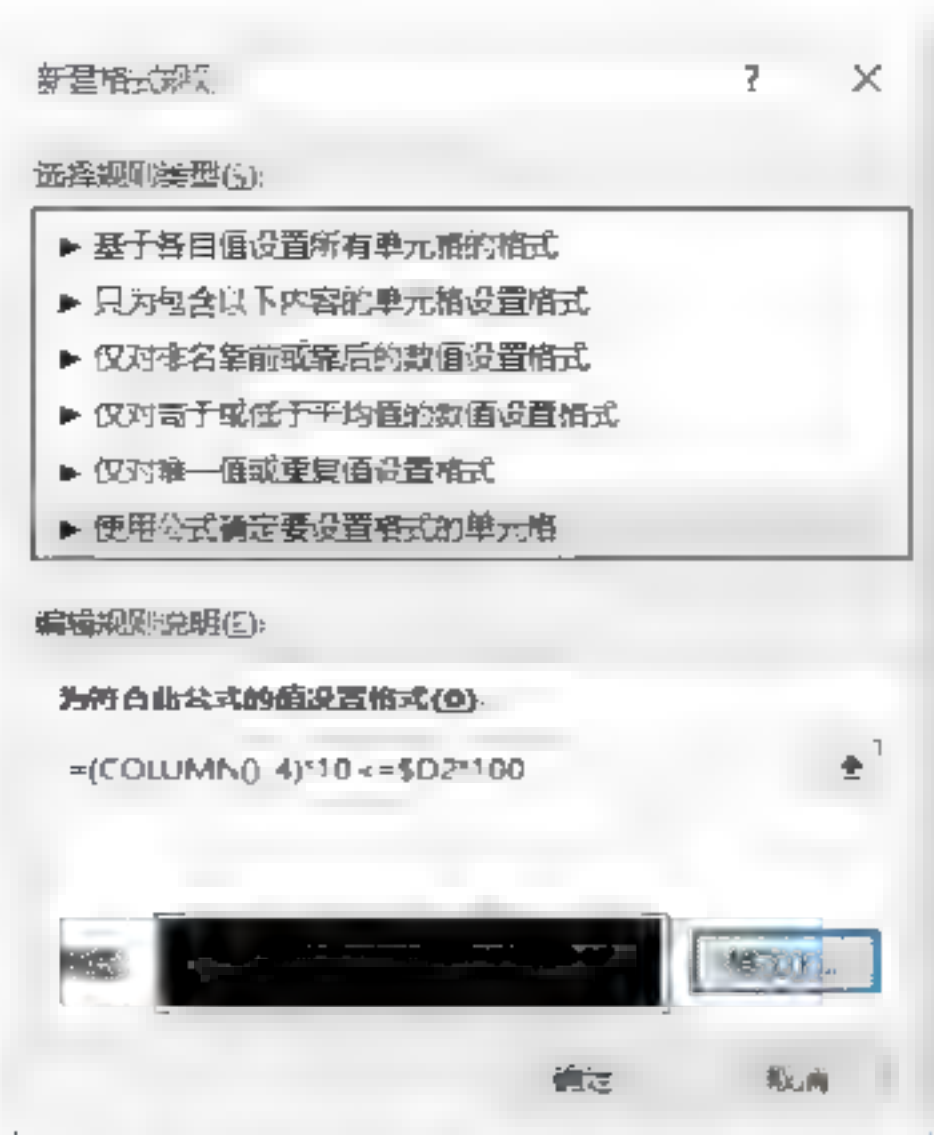 新建格式规则
?
选择规则类型(S):
► 基于各自值设置所有单元格的格式
► 只为包含以下内容的单元格设置格式
► 仅对排名靠前或靠后的数值设置格式
► 仅对高于或低于平均值的数值设置格式
► 仅对唯一值或重复值设置格式
► 使用公式确定要设置格式的单元格
编辑规则说明(E):
为符合此公式的值设置格式(O):
=(COLUMN()-4)*10<=$D2*100
确定 取消